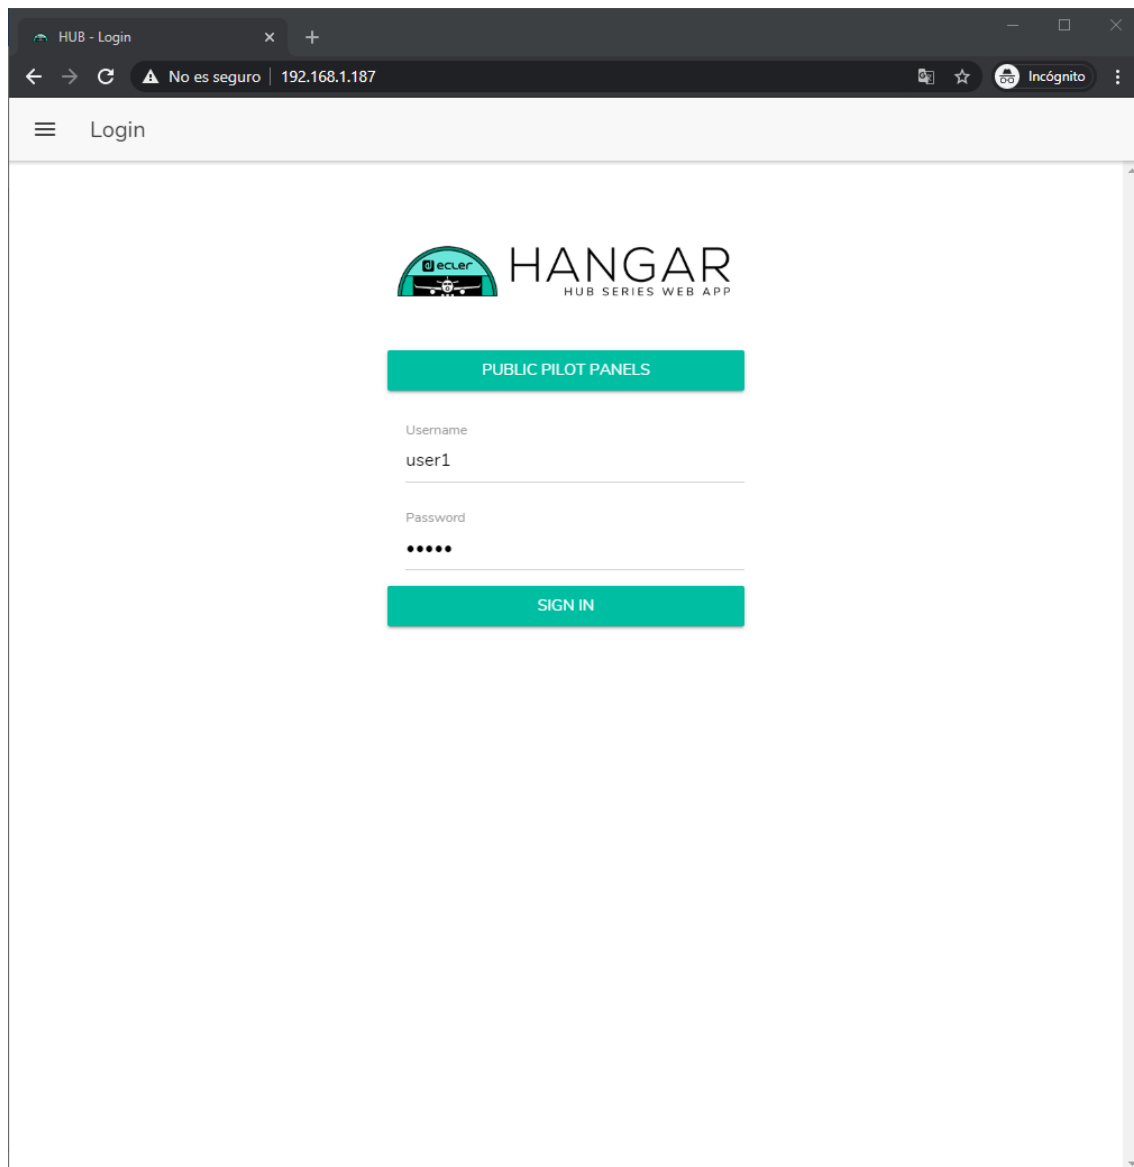 HUB - Login
No es seguro 192.168.1.187 Incógnito
Login
ecler
HANGAR
HUB SERIES WEB APP
PUBLIC PILOT PANELS
Username
user1
Password
•••••
SIGN IN